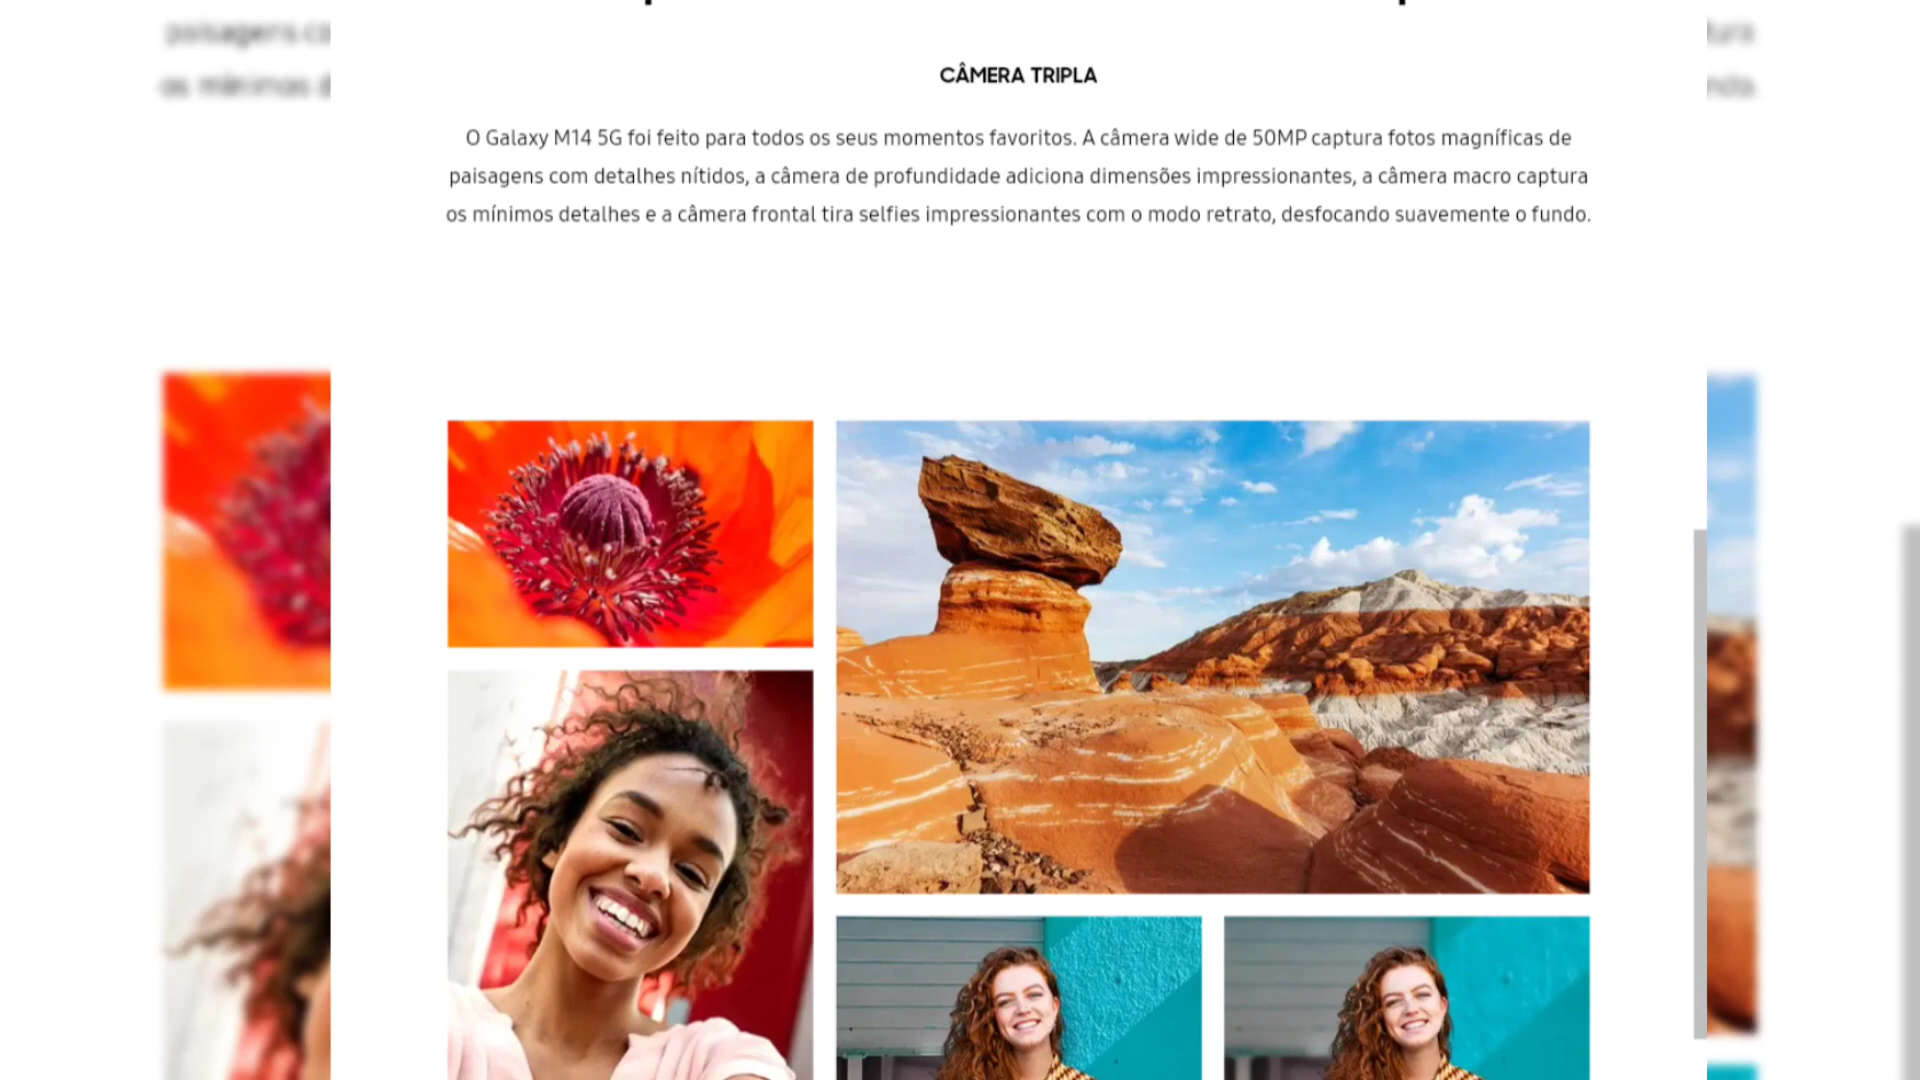 CÂMERA TRIPLA
O Galaxy M14 5G foi feito para todos os seus momentos favoritos. A câmera wide de 50MP captura fotos magníficas de
paisagens com detalhes nítidos, a câmera de profundidade adiciona dimensões impressionantes, a câmera macro captura
os mínimos detalhes e a câmera frontal tira selfies impressionantes com o modo retrato, desfocando suavemente o fundo.